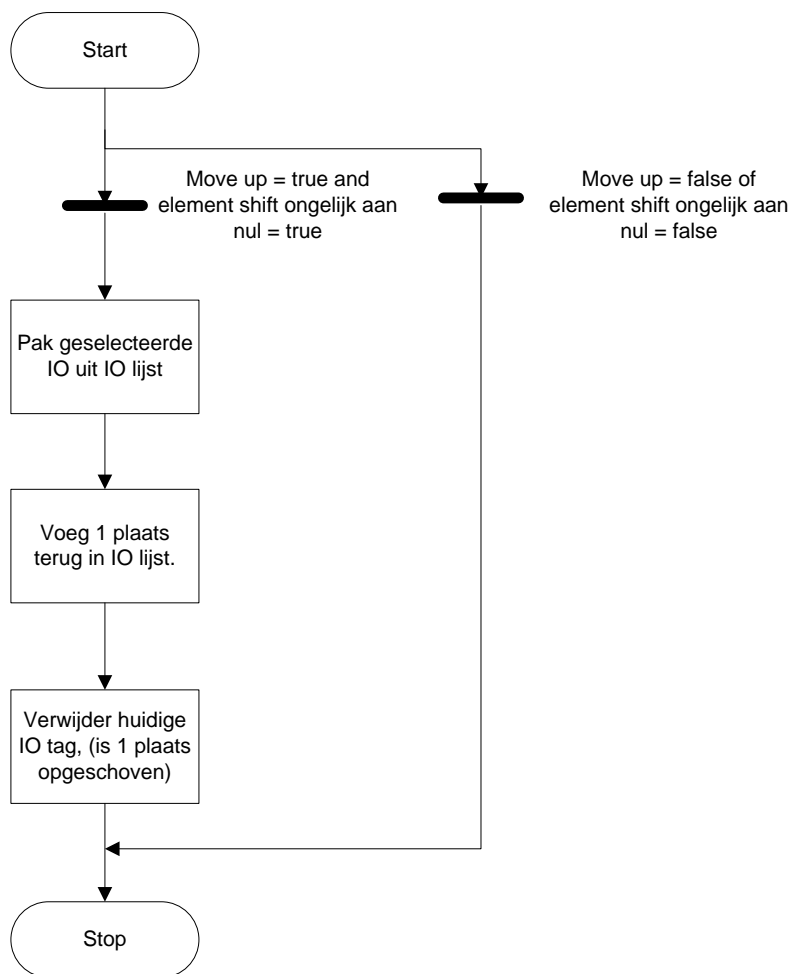 Start
Move up = true and
element shift ongelijk aan
nul = true
Move up = false of
element shift ongelijk aan
nul = false
Pak geselecteerde
IO uit IO lijst
Voeg 1 plaats
terug in IO lijst.
Verwijder huidige
IO tag, (is 1 plaats
opgeschoven)
Stop